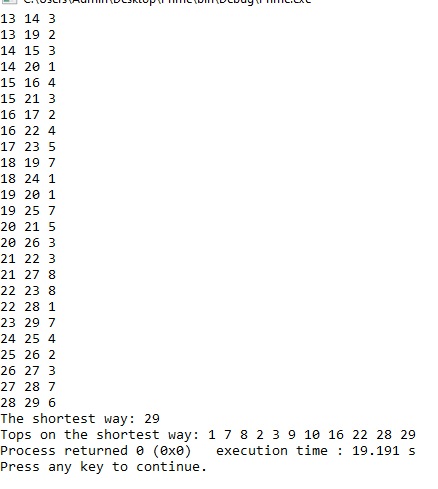 C:\Users\Admin\Desktop\Prime\bin\Debug\Prime.exe
13 14 3
13 19 2
14 15 3
14 20 1
15 16 4
15 21 3
16 17 2
16 22 4
17 23 5
18 19 7
18 24 1
19 20 1
19 25 7
20 21 5
20 26 3
21 22 3
21 27 8
22 23 8
22 28 1
23 29 7
24 25 4
25 26 2
26 27 3
27 28 7
28 29 6
The shortest way: 29
Tops on the shortest way: 1 7 8 2 3 9 10 16 22 28 29
Process returned 0 (0x0)   execution time : 19.191 s
Press any key to continue.